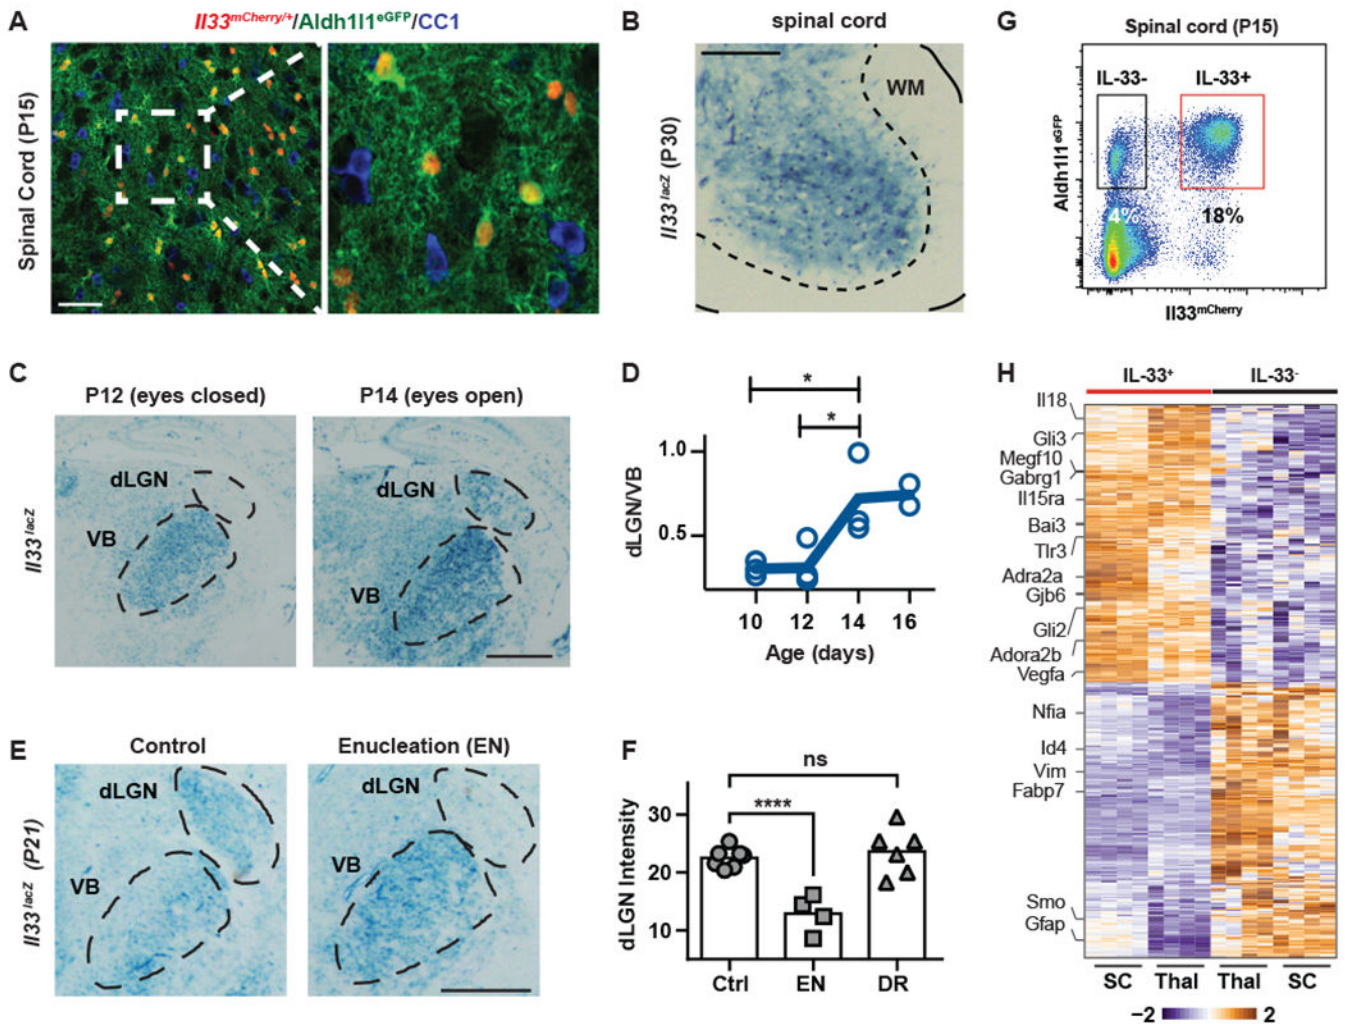 A
Il33mCherry/+/Aldh1l1eGFP/CC1
Spinal Cord (P15)
B
spinal cord
Il33lacZ (P30)
WM
G
Spinal cord (P15)
IL-33-
IL-33+
4%
18%
Aldh1l1eGFP
Il33mCherry
C
P12 (eyes closed)
P14 (eyes open)
Il33lacZ
dLGN
VB
dLGN
VB
D
*
*
dLGN/VB
1.0
0.5
10 12 14 16
Age (days)
E
Control
Enucleation (EN)
Il33lacZ (P21)
dLGN
VB
dLGN
VB
F
ns
****
dLGN Intensity
30
20
10
Ctrl EN DR
H
IL-33+ IL-33-
Il18
Gli3
Megf10
Gabrg1
Il15ra
Bai3
Tlr3
Adra2a
Gjb6
Gli2
Adora2b
Vegfa
Nfia
Id4
Vim
Fabp7
Smo
Gfap
SC Thal Thal SC
−2 2